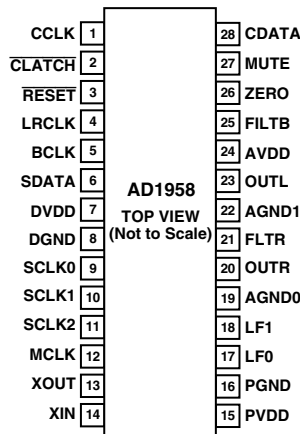 CCLK 1
CLATCH 2
RESET 3
LRCLK 4
BCLK 5
SDATA 6
DVDD 7
DGND 8
SCLK0 9
SCLK1 10
SCLK2 11
MCLK 12
XOUT 13
XIN 14
AD1958
TOP VIEW
(Not to Scale)
28 CDATA
27 MUTE
26 ZERO
25 FILTB
24 AVDD
23 OUTL
22 AGND1
21 FLTR
20 OUTR
19 AGND0
18 LF1
17 LF0
16 PGND
15 PVDD